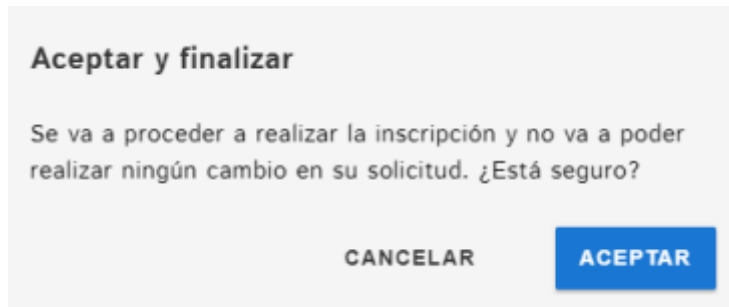 Aceptar y finalizar
Se va a proceder a realizar la inscripción y no va a poder
realizar ningún cambio en su solicitud. ¿Está seguro?
CANCELAR
ACEPTAR